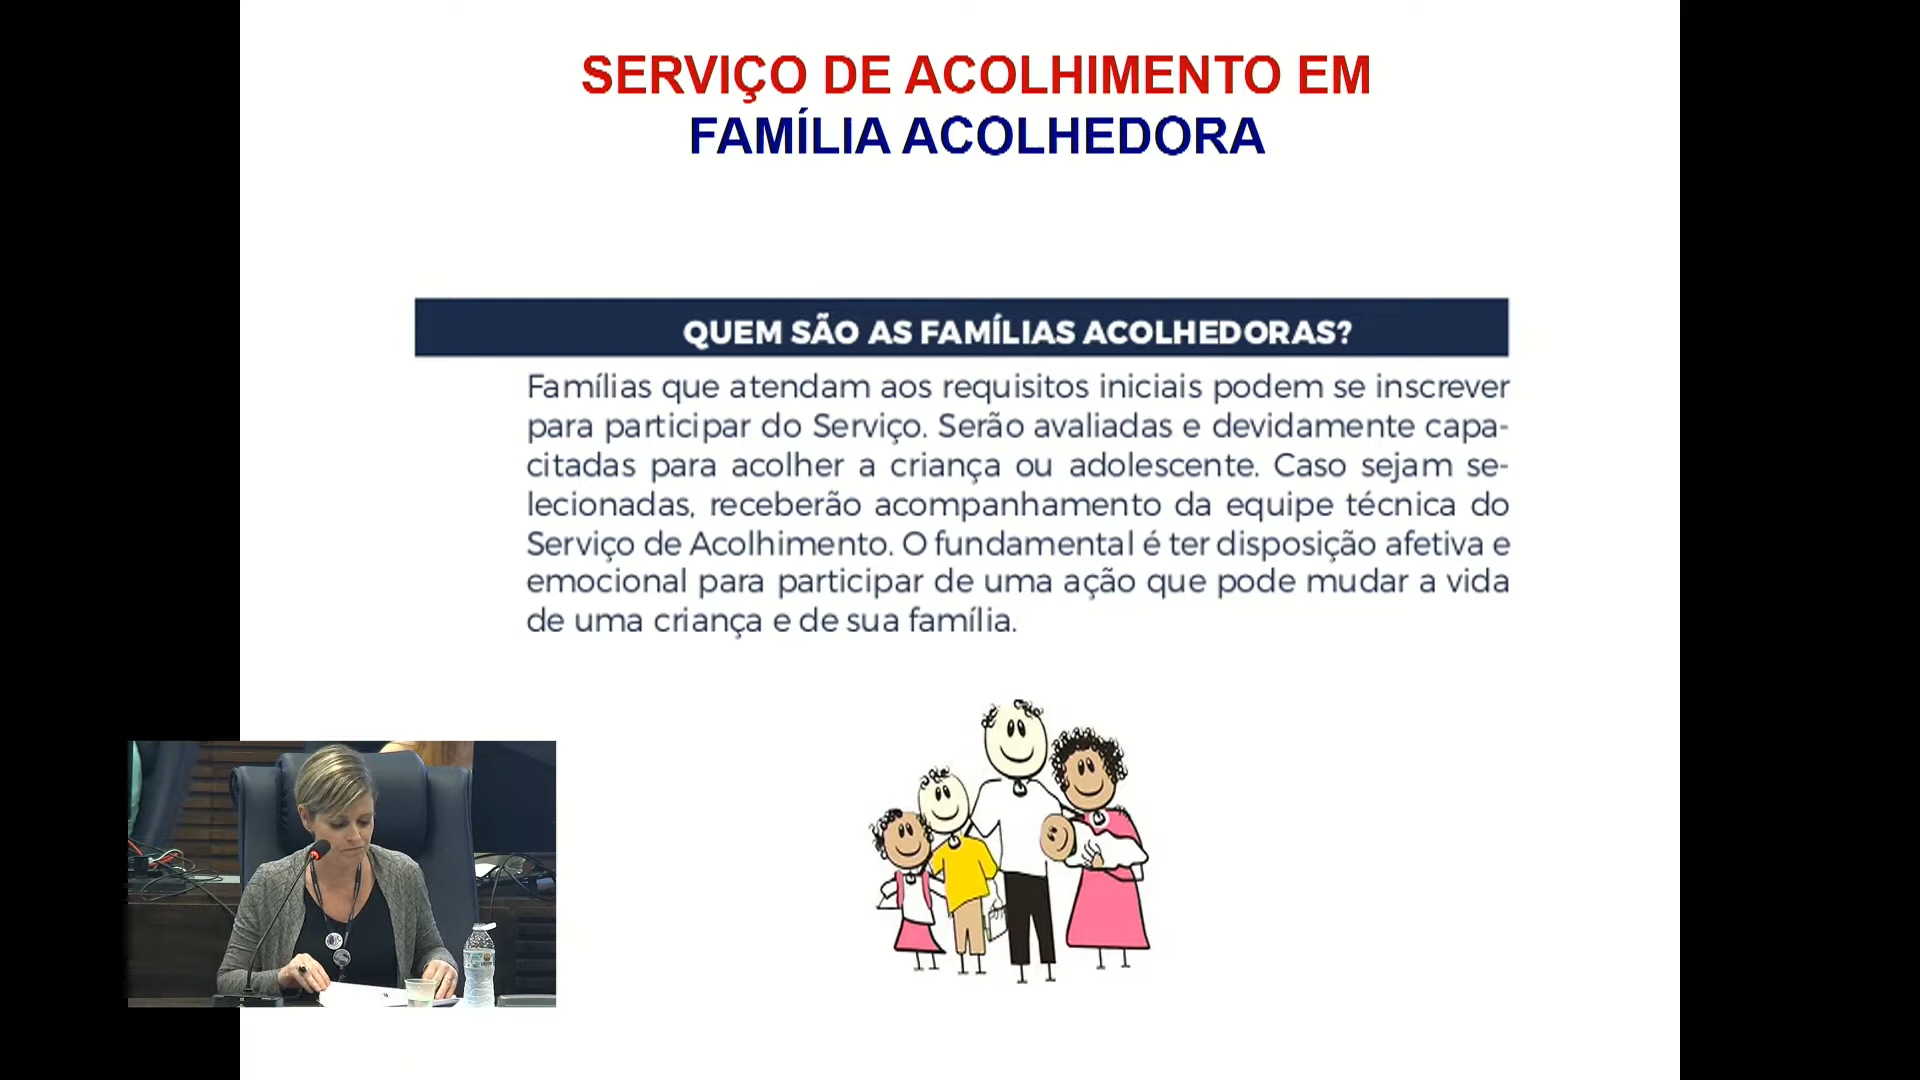 SERVIÇO DE ACOLHIMENTO EM
FAMÍLIA ACOLHEDORA
QUEM SÃO AS FAMÍLIAS ACOLHEDORAS?
Famílias que atendam aos requisitos iniciais podem se inscrever
para participar do Serviço. Serão avaliadas e devidamente capa-
citadas para acolher a criança ou adolescente. Caso sejam se-
lecionadas, receberão acompanhamento da equipe técnica do
Serviço de Acolhimento. O fundamental é ter disposição afetiva e
emocional para participar de uma ação que pode mudar a vida
de uma criança e de sua família.